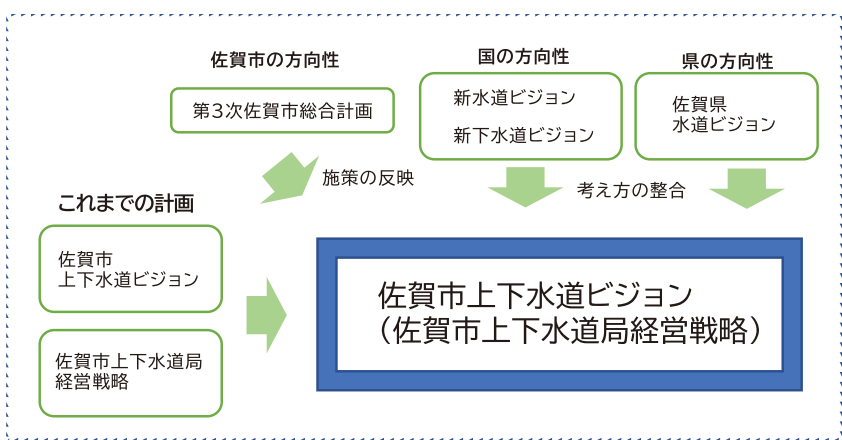 佐賀市の方向性
第3次佐賀市総合計画
国の方向性
新水道ビジョン
新下水道ビジョン
県の方向性
佐賀県
水道ビジョン
施策の反映
考え方の整合
これまでの計画
佐賀市
上下水道ビジョン
佐賀市上下水道局
経営戦略
佐賀市上下水道ビジョン
（佐賀市上下水道局経営戦略）